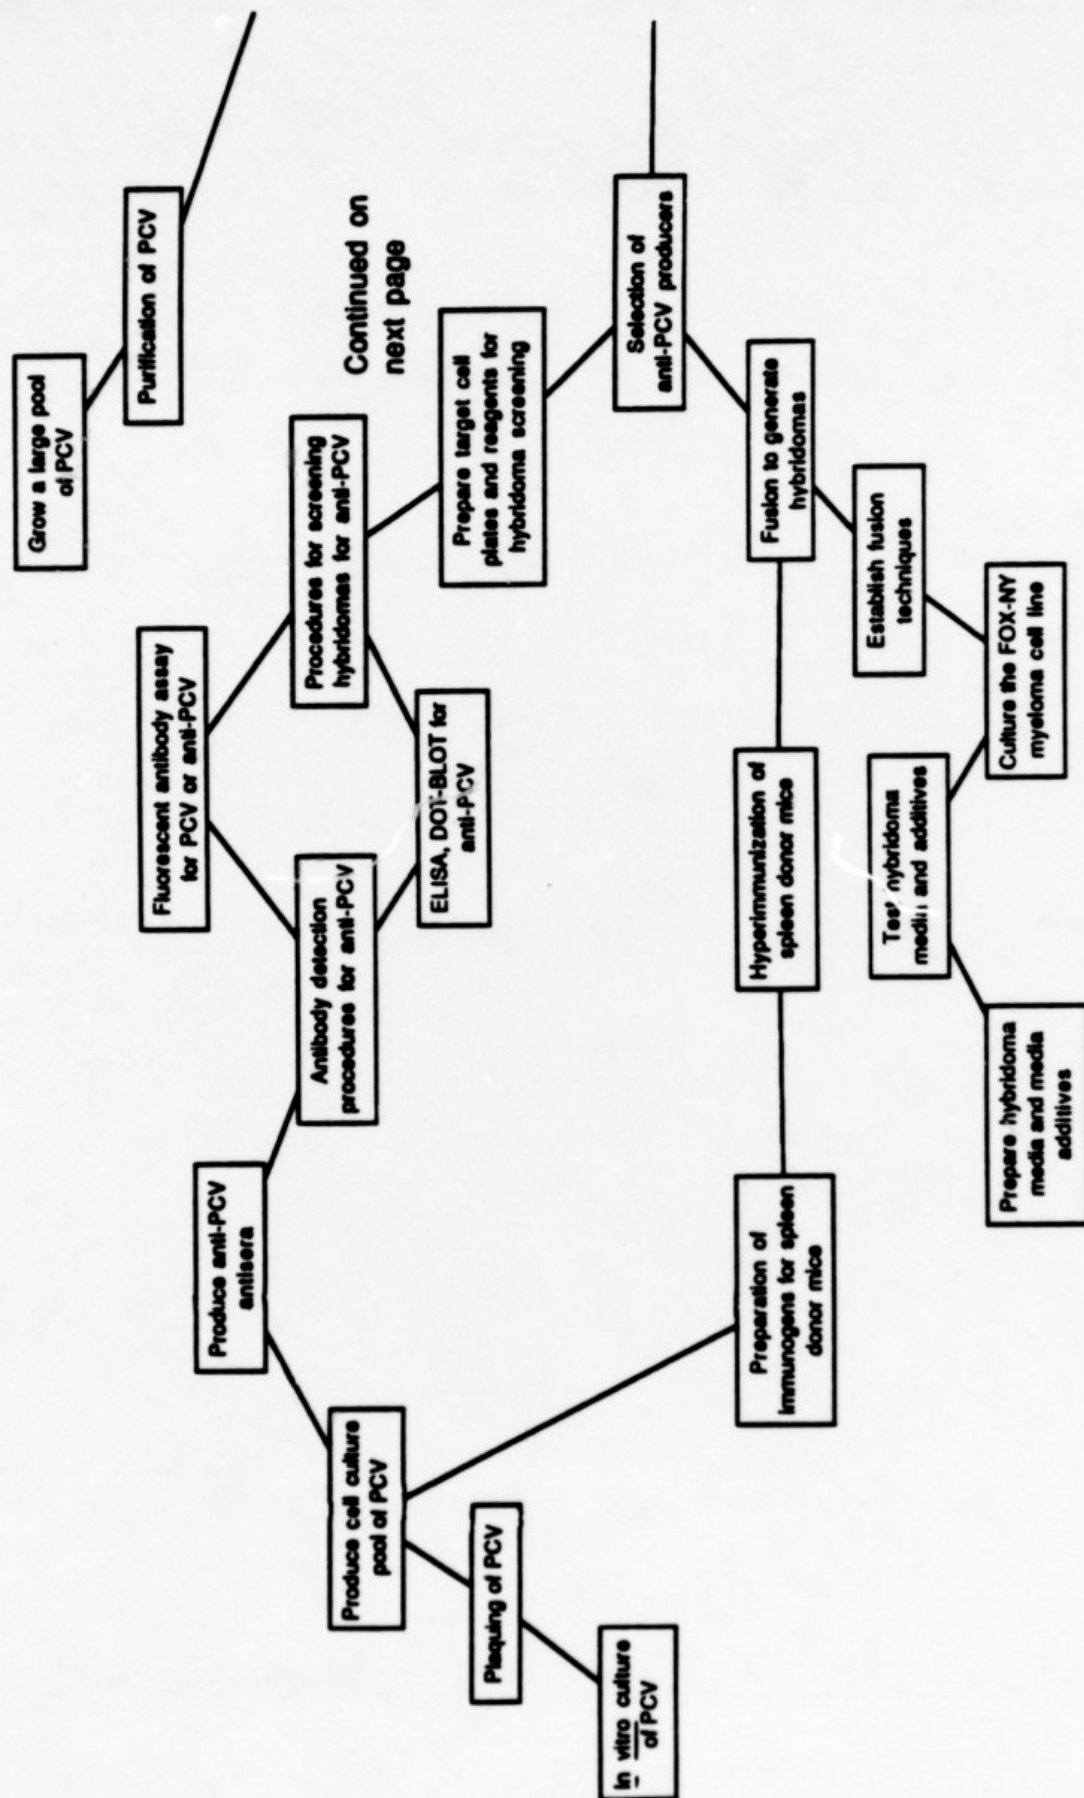 In vitro culture
of PCV
Plaquing of PCV
Produce cell culture
pool of PCV
Produce anti-PCV
antisera
Antibody detection
procedures for anti-PCV
Fluorescent antibody assay
for PCV or anti-PCV
ELISA, DOT-BLOT for
anti-PCV
Procedures for screening
hybridomas for anti-PCV
Grow a large pool
of PCV
Purification of PCV
Continued on
next page
Prepare target cell
plates and reagents for
hybridoma screening
Selection of
anti-PCV producers
Preparation of
immunogens for spleen
donor mice
Hyperimmunization of
spleen donor mice
Fusion to generate
hybridomas
Establish fusion
techniques
Prepare hybridoma
media and media
additives
Test hybridoma
media and additives
Culture the FOX-NY
myeloma cell line